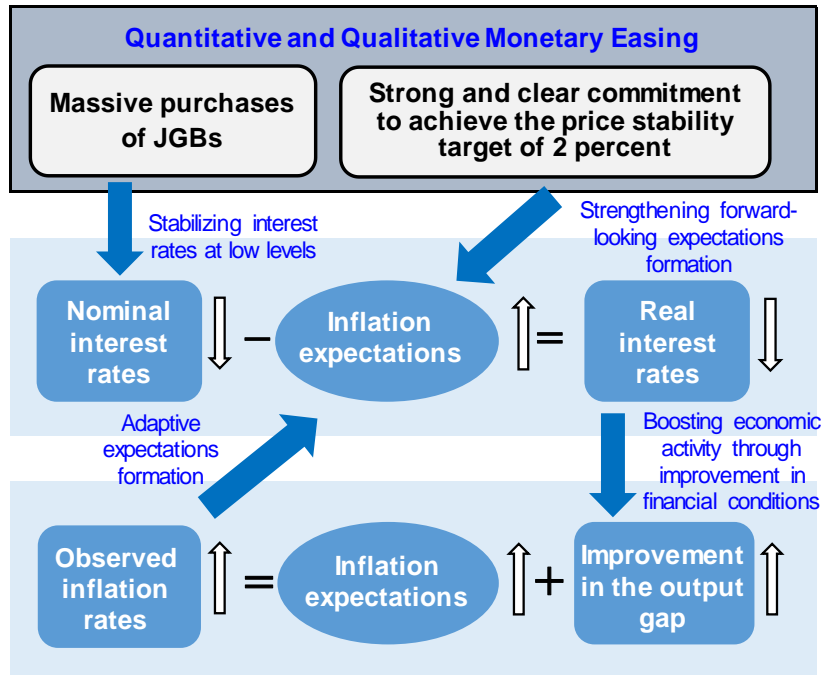 Quantitative and Qualitative Monetary Easing
Massive purchases
of JGBs
Strong and clear commitment
to achieve the price stability
target of 2 percent
Stabilizing interest
rates at low levels
Strengthening forward-
looking expectations
formation
Nominal
interest
rates
–
Inflation
expectations
=
Real
interest
rates
Adaptive
expectations
formation
Boosting economic
activity through
improvement in
financial conditions
Observed
inflation
rates
=
Inflation
expectations
+
Improvement
in the output
gap